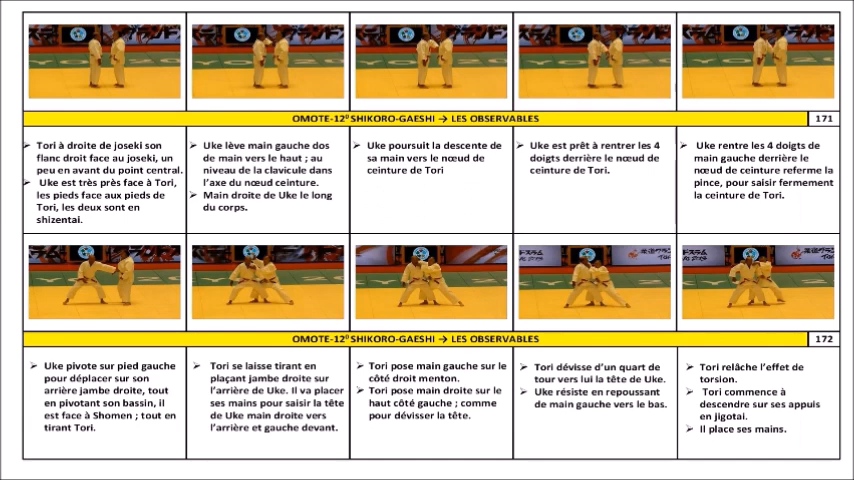 OMOTE-12⁰ SHIKORO-GAESHI → LES OBSERVABLES
171
➢ Tori à droite de joseki son
flanc droit face au joseki, un
peu en avant du point central.
➢ Uke est très près face à Tori,
les pieds face aux pieds de
Tori, les deux sont en
shizentai.
➢ Uke lève main gauche dos
de main vers le haut ; au
niveau de la clavicule dans
l’axe du nœud ceinture.
➢ Main droite de Uke le long
du corps.
➢ Uke poursuit la descente de
sa main vers le nœud de
ceinture de Tori
➢ Uke est prêt à rentrer les 4
doigts derrière le nœud de
ceinture de Tori.
➢ Uke rentre les 4 doigts de
main gauche derrière le
nœud de ceinture referme la
pince, pour saisir fermement
la ceinture de Tori.
OMOTE-12⁰ SHIKORO-GAESHI → LES OBSERVABLES
172
➢ Uke pivote sur pied gauche
pour déplacer sur son
arrière jambe droite, tout
en pivotant son bassin, il
est face à Shomen ; tout en
tirant Tori.
➢ Tori se laisse tirant en
plaçant jambe droite sur
l’arrière de Uke. Il va placer
ses mains pour saisir la tête
de Uke main droite vers
l’arrière et gauche devant.
➢ Tori pose main gauche sur le
côté droit menton.
➢ Tori pose main droite sur le
haut côté gauche ; comme
pour dévisser la tête.
➢ Tori dévisse d’un quart de
tour vers lui la tête de Uke.
➢ Uke résiste en repoussant
de main gauche vers le bas.
➢ Tori relâche l’effet de
torsion.
➢ Tori commence à
descendre sur ses appuis
en jigotai.
➢ Il place ses mains.